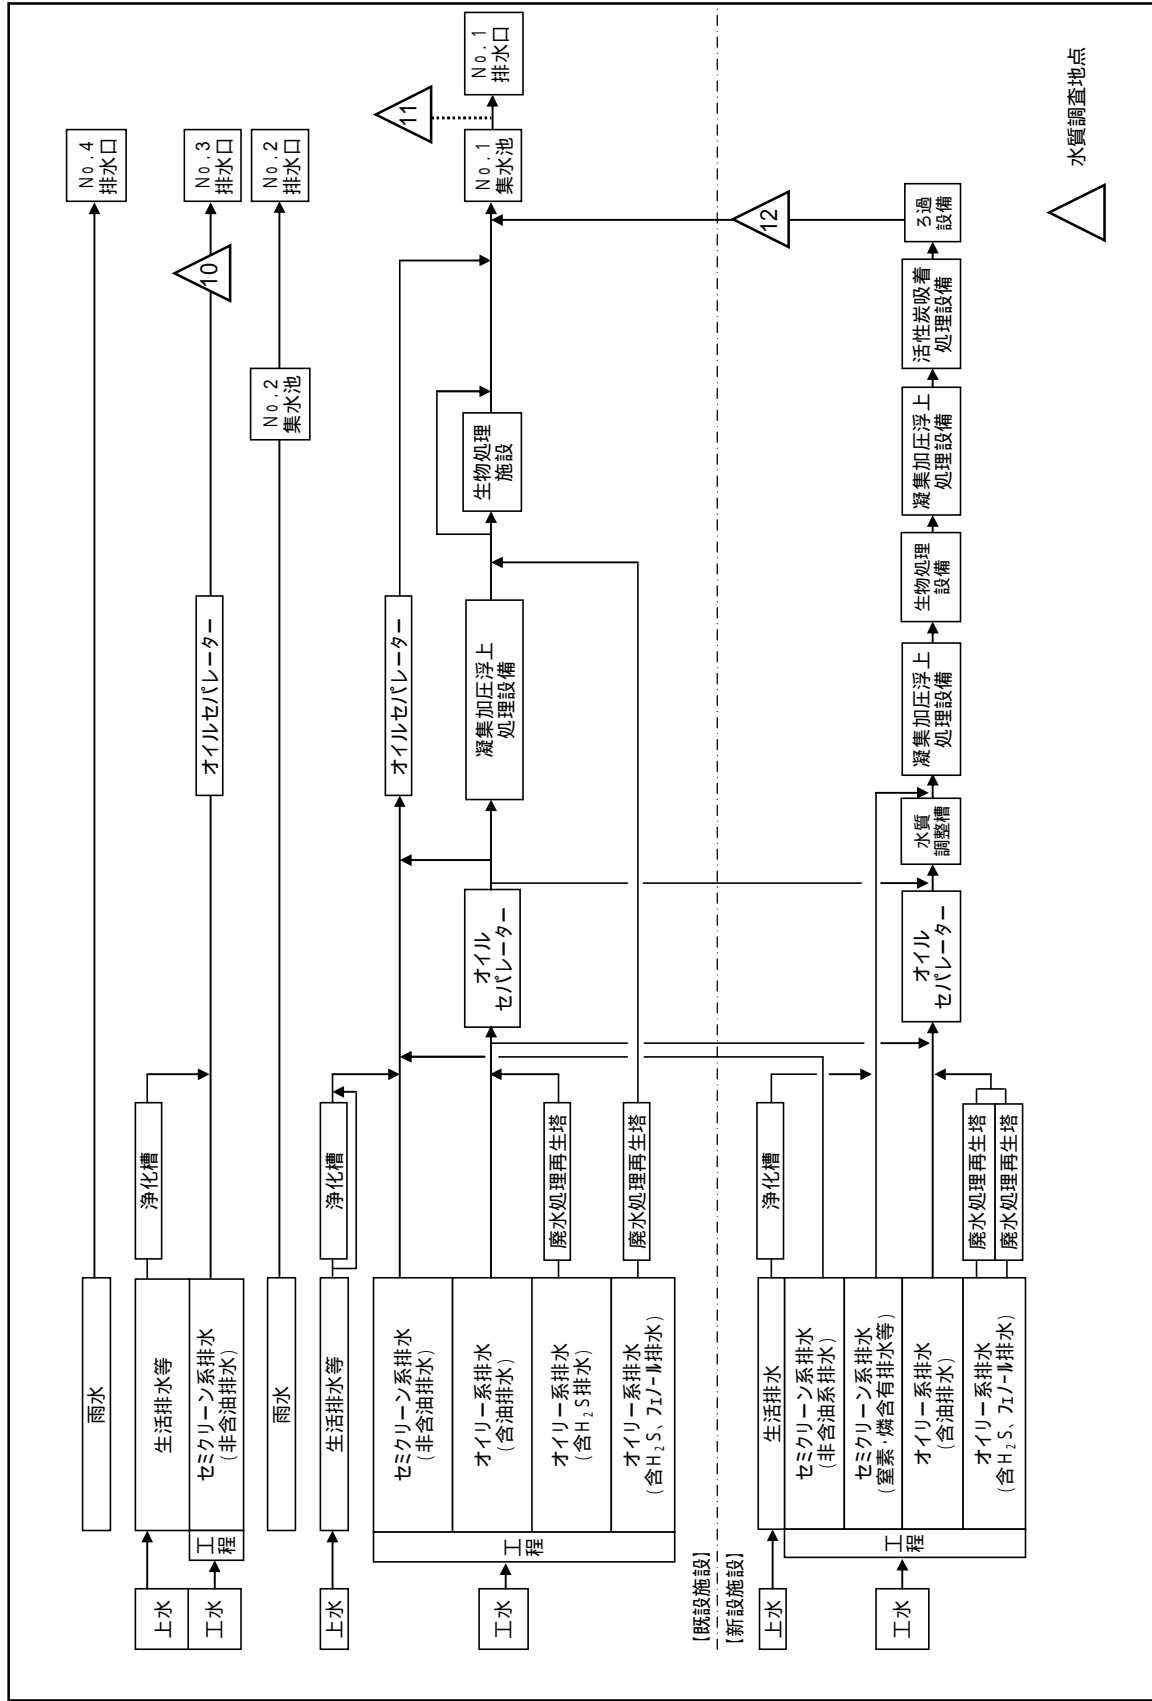 雨水
No.4
排水口
上水
工水
生活排水等
工程
セミクリーン系排水
(非含油排水)
浄化槽
オイルセパレーター
10
No.3
排水口
雨水
No.2
集水池
No.2
排水口
上水
生活排水等
浄化槽
工水
工程
セミクリーン系排水
(非含油排水)
オイリー系排水
(含油排水)
オイリー系排水
(含H₂S排水)
オイリー系排水
(含H₂S、フェノール排水)
廃水処理再生塔
廃水処理再生塔
オイル
セパレーター
オイルセパレーター
凝集加圧浮上
処理設備
生物処理
施設
No.1
集水池
11
No.1
排水口
【既設施設】
【新設施設】
上水
工水
生活排水
工程
セミクリーン系排水
(非含油系排水)
セミクリーン系排水
(窒素・燐含有排水等)
オイリー系排水
(含油排水)
オイリー系排水
(含H₂S、フェノール排水)
浄化槽
廃水処理再生塔
廃水処理再生塔
オイル
セパレーター
水質
調整槽
凝集加圧浮上
処理設備
生物処理
設備
凝集加圧浮上
処理設備
活性炭吸着
処理設備
ろ過
設備
12
水質調査地点